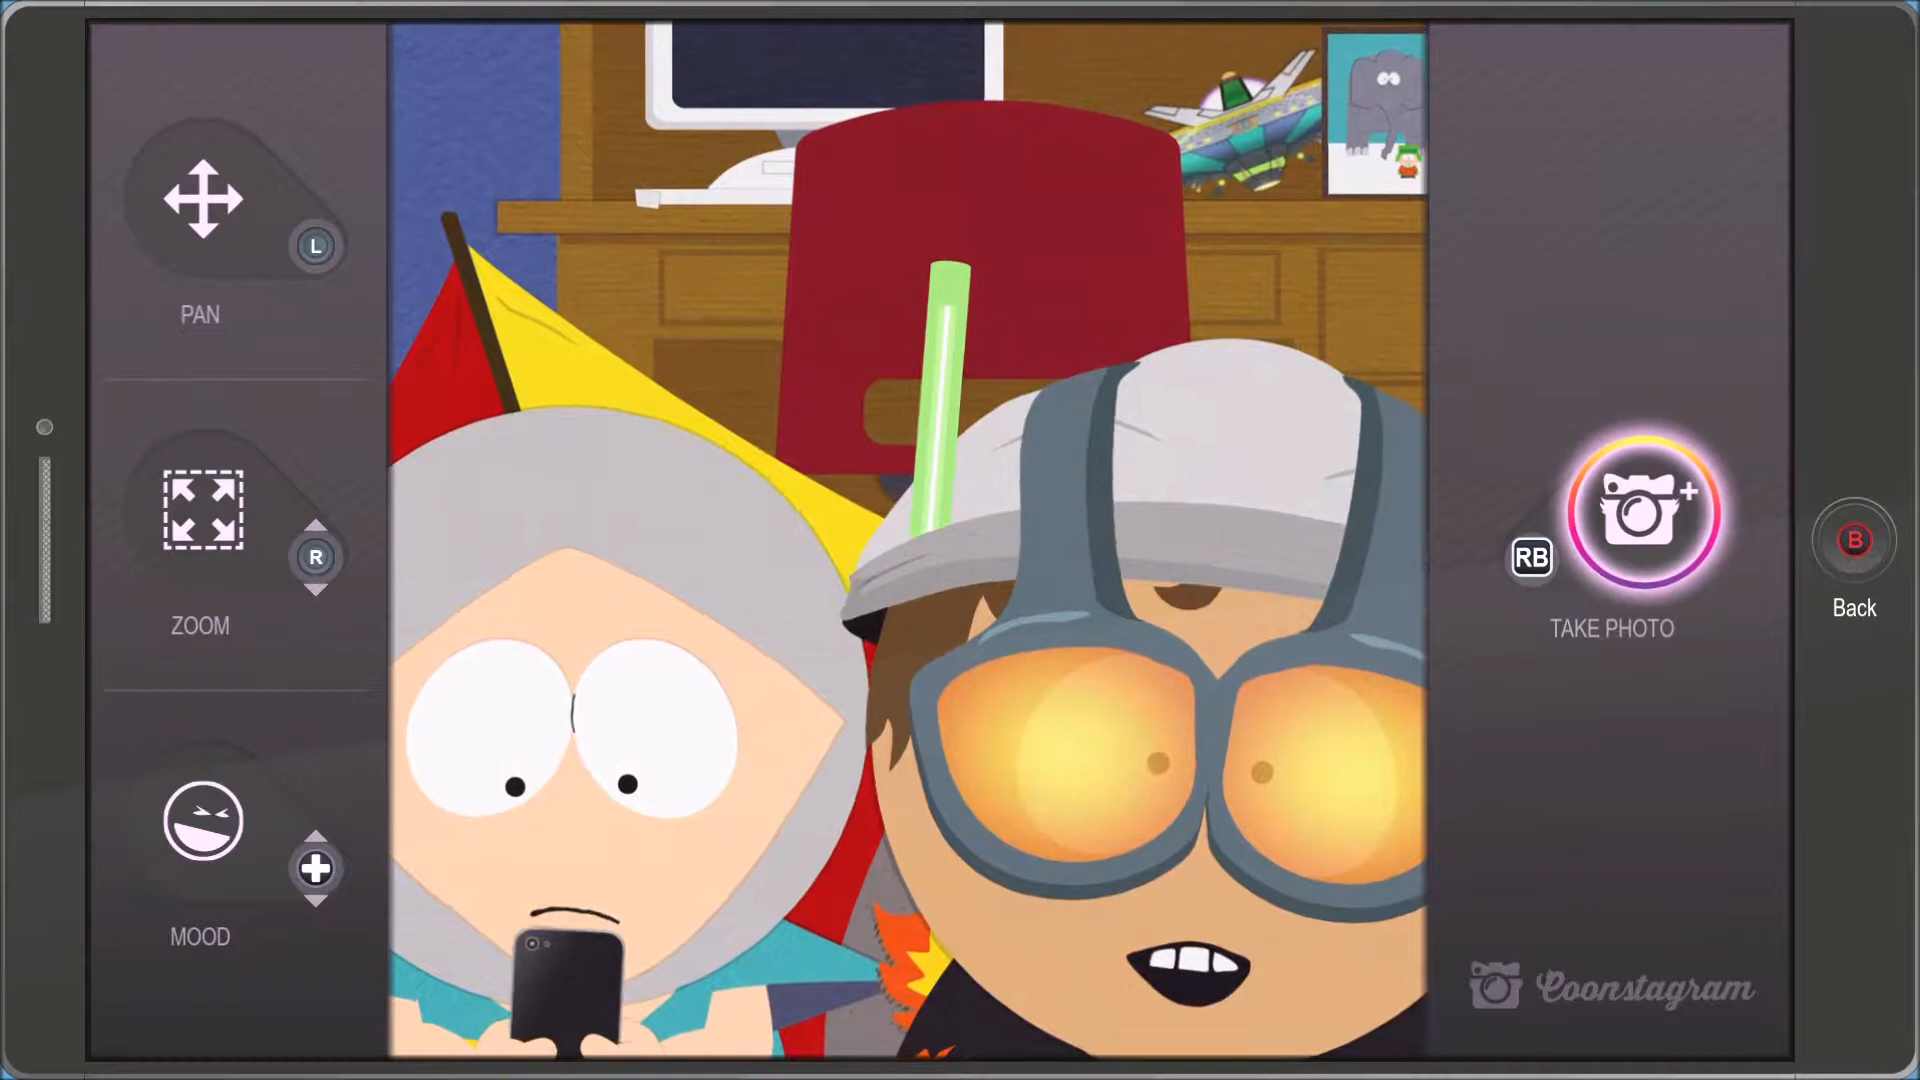 L
PAN
R
ZOOM
MOOD
RB
TAKE PHOTO
B
Back
Coonstagram